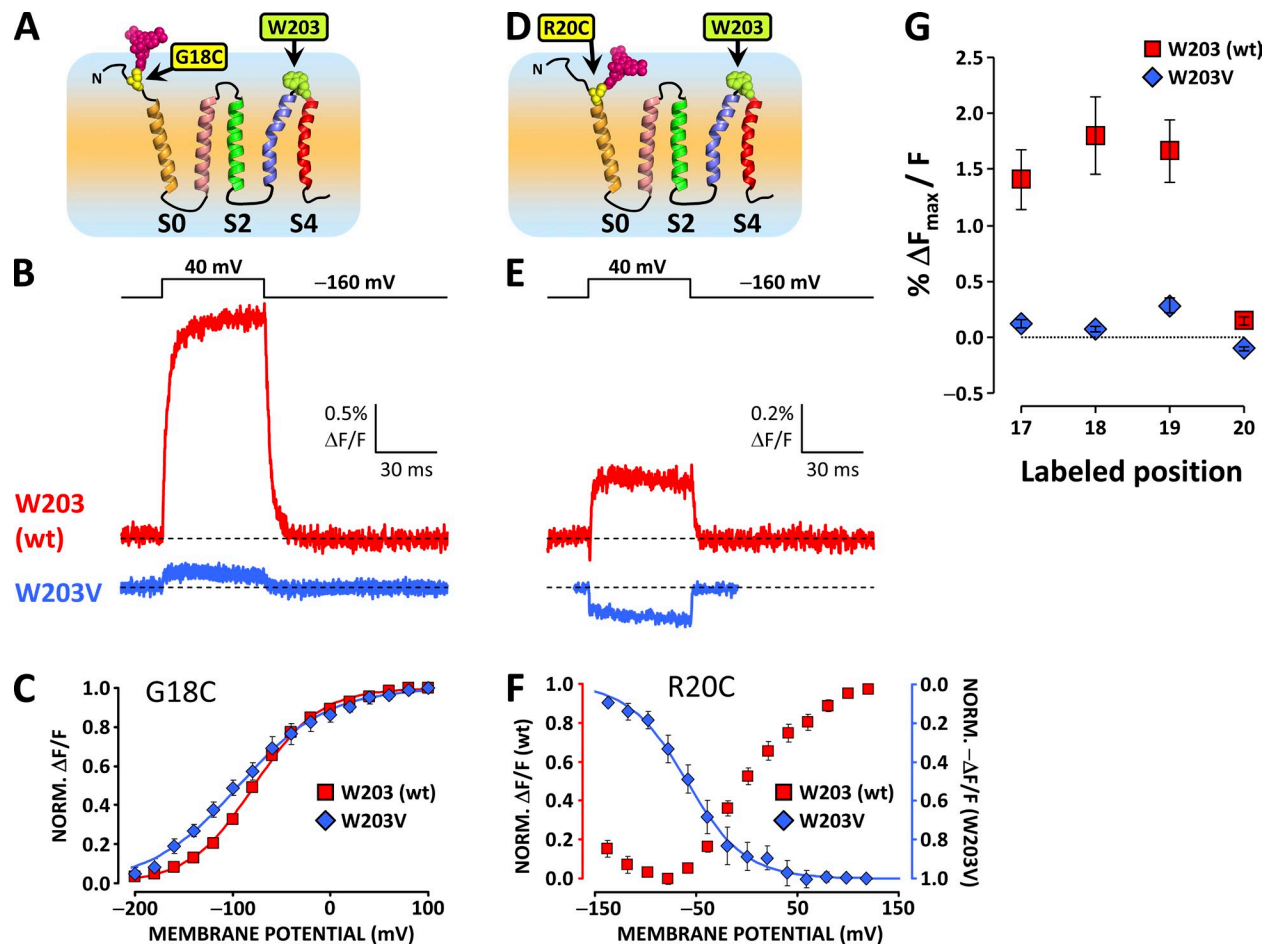 A
N
G18C
W203
S0 S2 S4
B
40 mV
−160 mV
0.5%
ΔF/F
30 ms
W203
(wt)
W203V
C
G18C
NORM. ΔF/F
1.0
0.8
0.6
0.4
0.2
0.0
W203 (wt)
W203V
−200 −100 0 100
MEMBRANE POTENTIAL (mV)
D
R20C
N
W203
S0 S2 S4
E
40 mV
−160 mV
0.2%
ΔF/F
30 ms
F
R20C
NORM. ΔF/F (wt)
1.0
0.8
0.6
0.4
0.2
0.0
W203 (wt)
W203V
0.0
0.2
0.4
0.6
0.8
1.0
NORM. −ΔF/F (W203V)
−150 −50 50 150
MEMBRANE POTENTIAL (mV)
G
W203 (wt)
W203V
% ΔFmax / F
2.5
2.0
1.5
1.0
0.5
0.0
−0.5
17 18 19 20
Labeled position